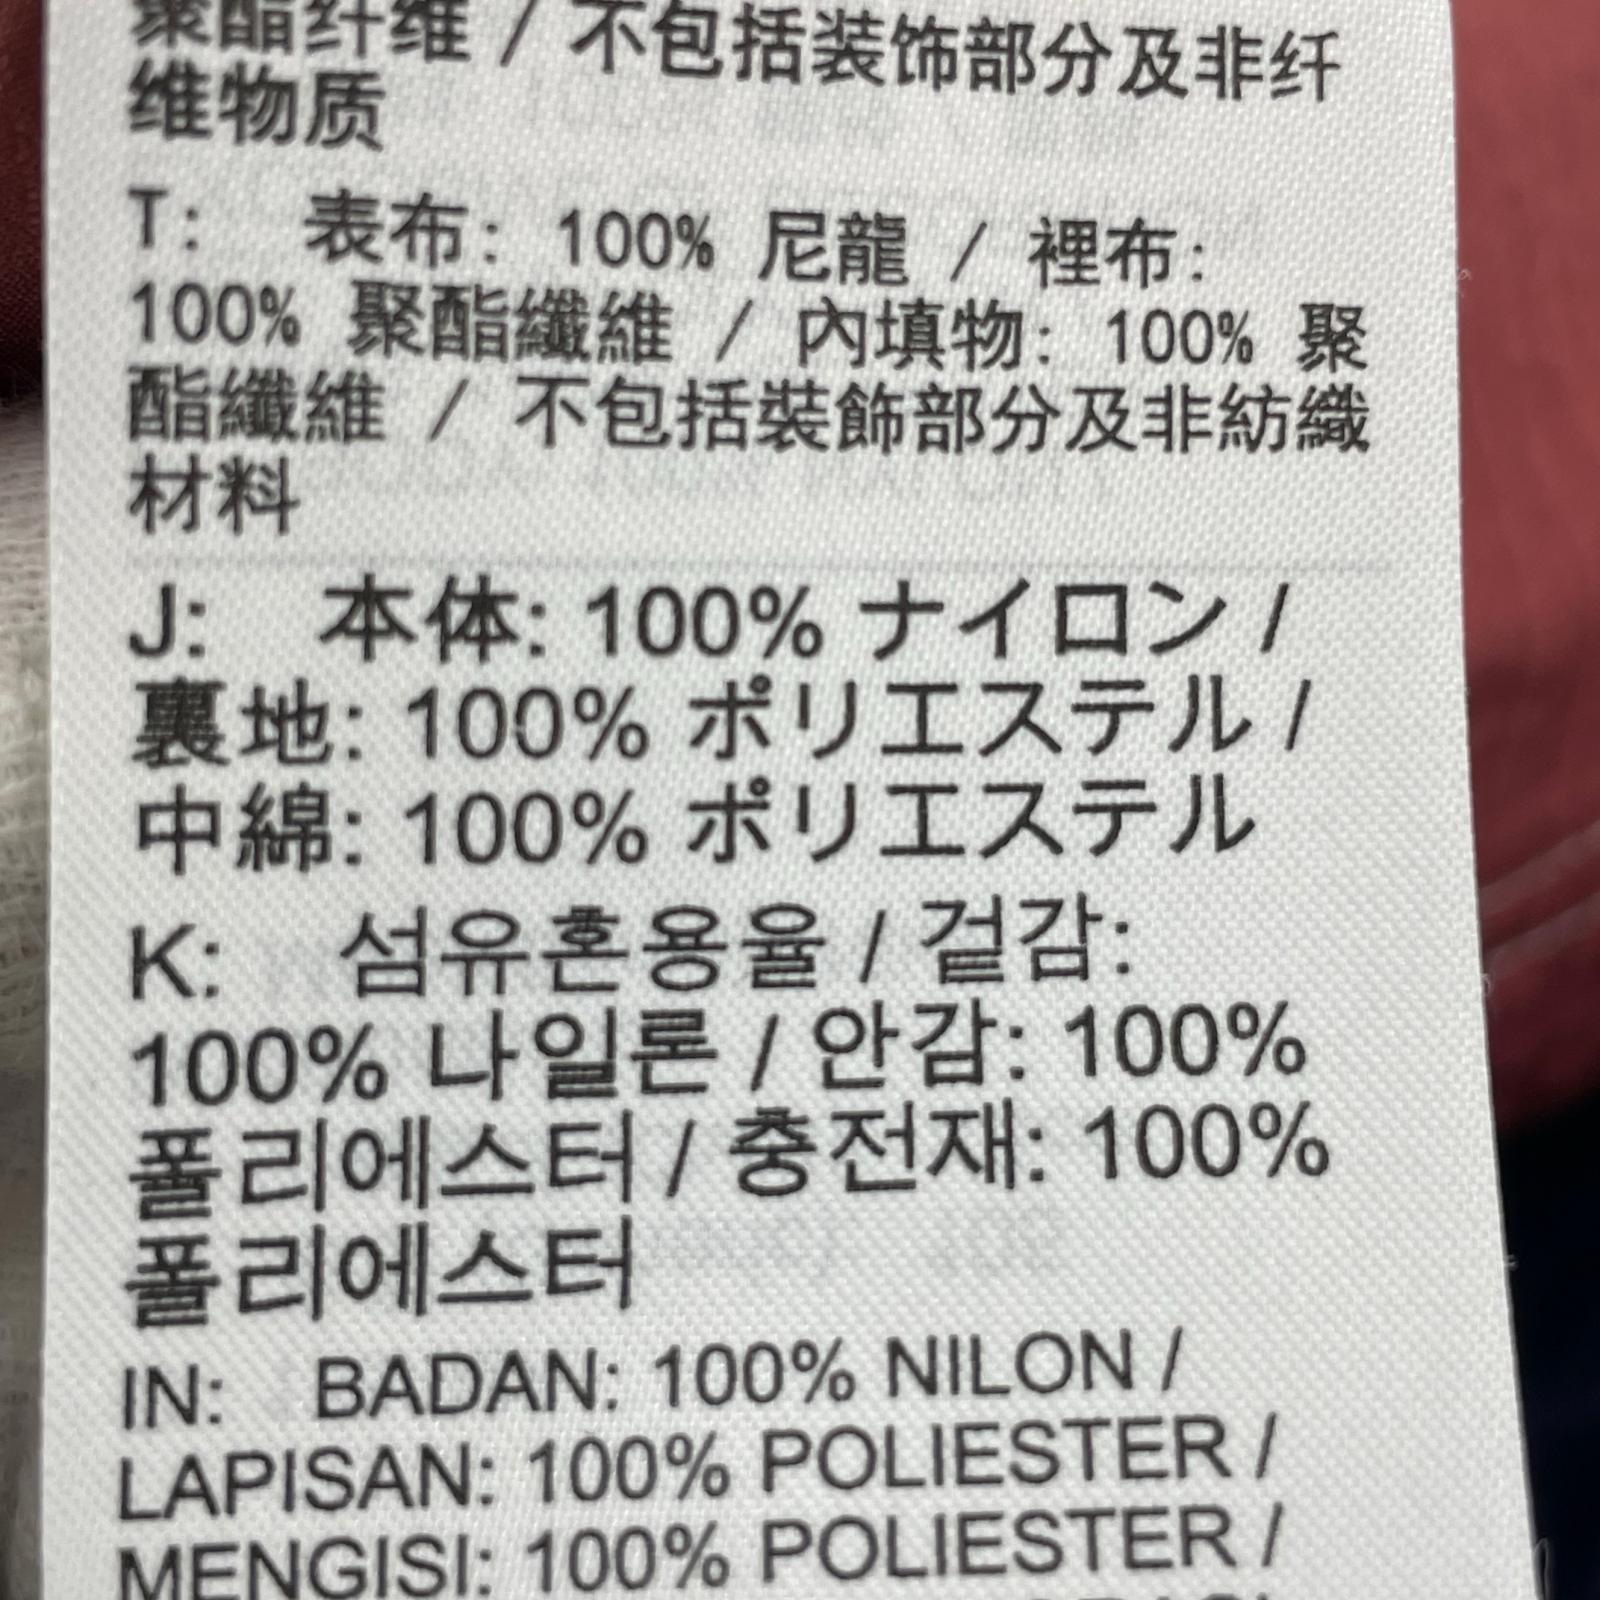 聚酯纤维 / 不包括装饰部分及非纤
维物质
T: 表布: 100% 尼龍 / 裡布:
100% 聚酯纖維 / 內填物: 100% 聚
酯纖維 / 不包括裝飾部分及非紡織
材料
J: 本体: 100% ナイロン /
裏地: 100% ポリエステル /
中綿: 100% ポリエステル
K: 섬유혼용율 / 겉감:
100% 나일론 / 안감: 100%
폴리에스터 / 충전재: 100%
폴리에스터
IN: BADAN: 100% NILON /
LAPISAN: 100% POLIESTER /
MENGISI: 100% POLIESTER /